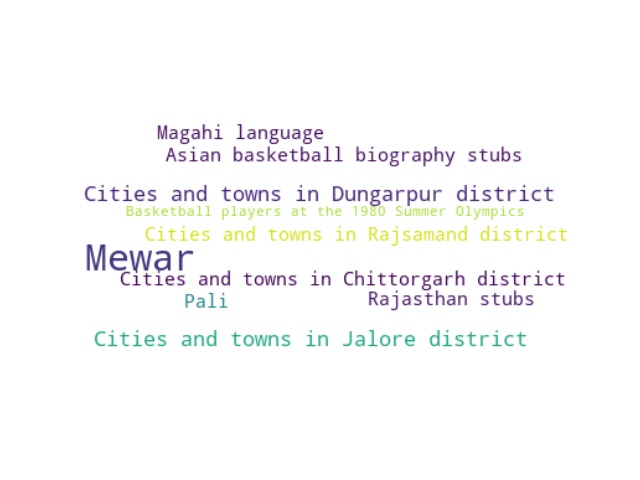 Magahi language
Asian basketball biography stubs
Cities and towns in Dungarpur district
Basketball players at the 1980 Summer Olympics
Cities and towns in Rajsamand district
Mewar
Cities and towns in Chittorgarh district
Pali
Rajasthan stubs
Cities and towns in Jalore district